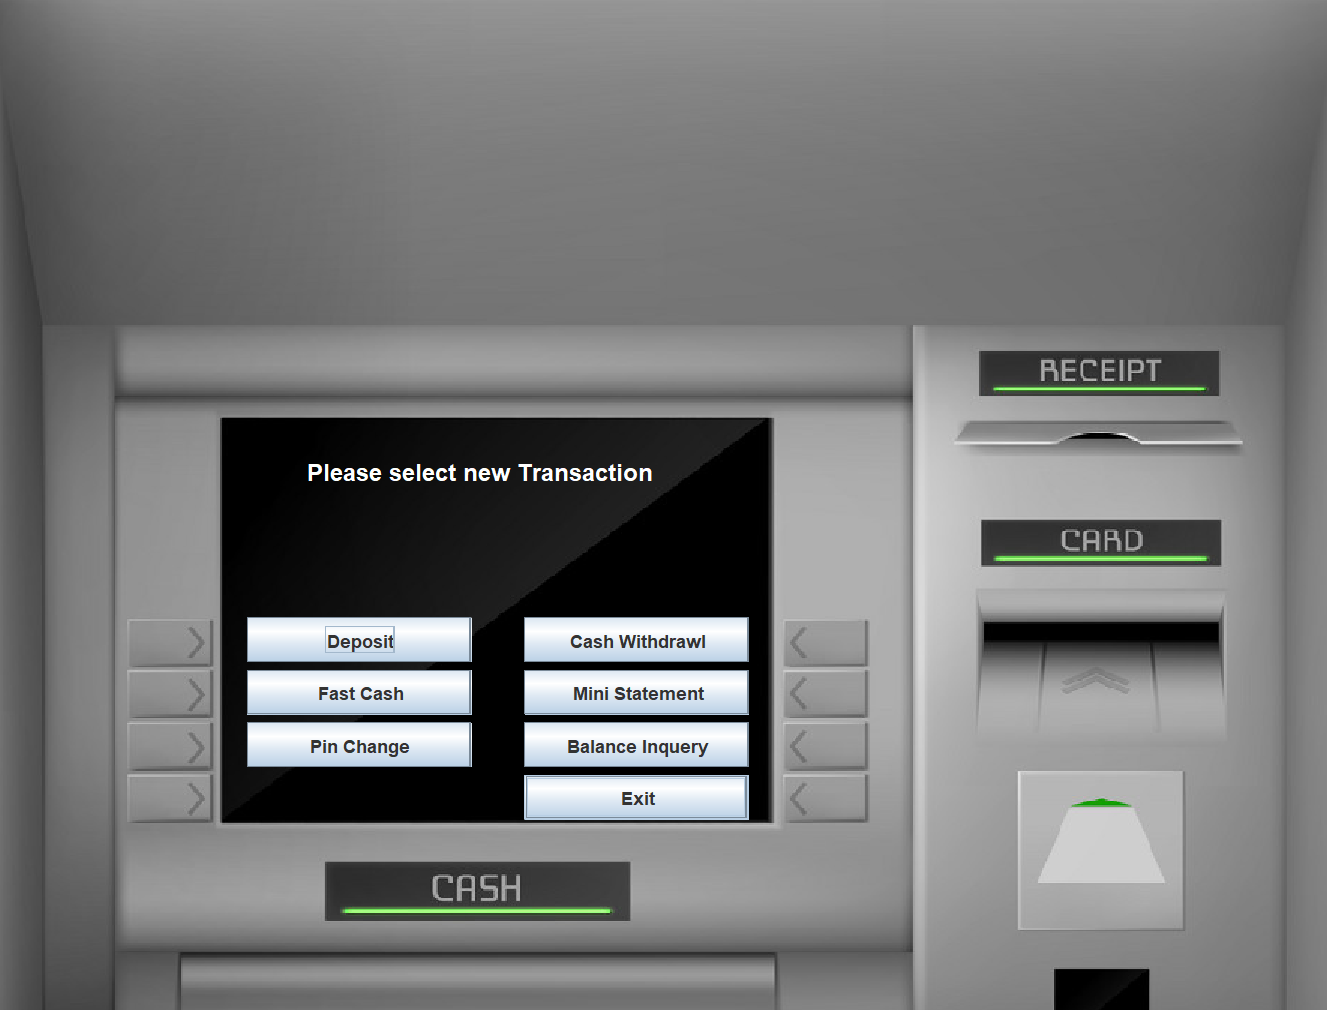 RECEIPT
Please select new Transaction
CARD
Deposit
Cash Withdrawl
Fast Cash
Mini Statement
Pin Change
Balance Inquery
Exit
CASH